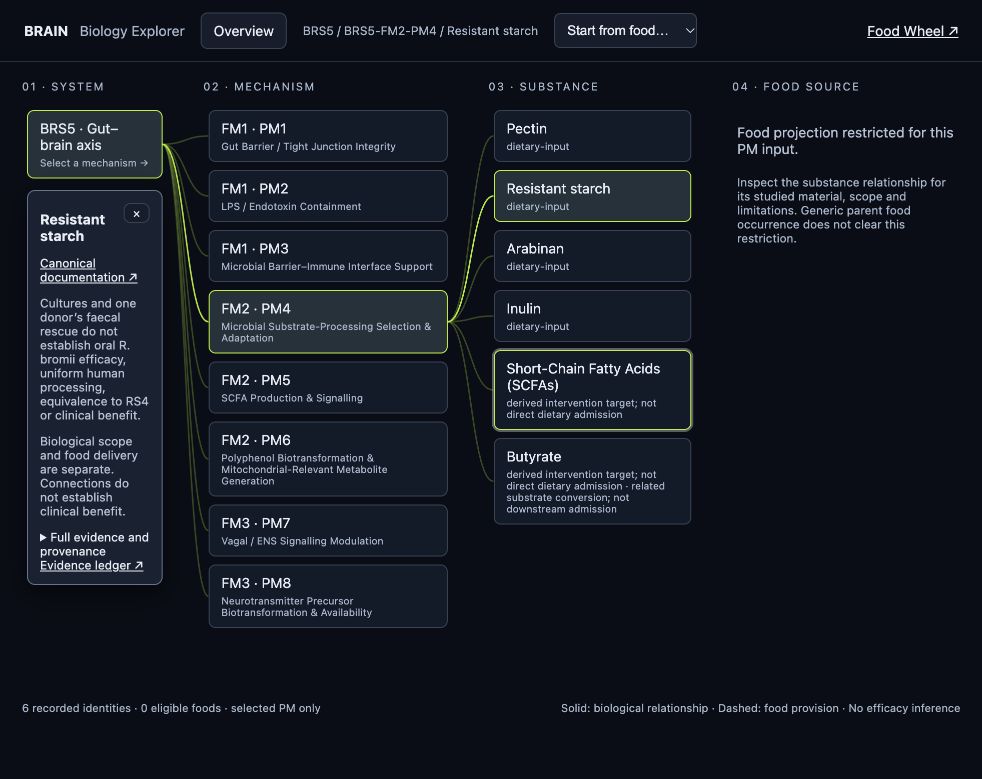 BRAIN Biology Explorer Overview BRS5 / BRS5-FM2-PM4 / Resistant starch Start from food… Food Wheel ↗
01 · SYSTEM
BRS5 · Gut–
brain axis
Select a mechanism →
Resistant
starch
×
Canonical
documentation ↗
Cultures and one
donor’s faecal
rescue do not
establish oral R.
bromii efficacy,
uniform human
processing,
equivalence to RS4
or clinical benefit.
Biological scope
and food delivery
are separate.
Connections do
not establish
clinical benefit.
▶ Full evidence and
provenance
Evidence ledger ↗
02 · MECHANISM
FM1 · PM1
Gut Barrier / Tight Junction Integrity
FM1 · PM2
LPS / Endotoxin Containment
FM1 · PM3
Microbial Barrier–Immune Interface Support
FM2 · PM4
Microbial Substrate-Processing Selection &
Adaptation
FM2 · PM5
SCFA Production & Signalling
FM2 · PM6
Polyphenol Biotransformation &
Mitochondrial-Relevant Metabolite
Generation
FM3 · PM7
Vagal / ENS Signalling Modulation
FM3 · PM8
Neurotransmitter Precursor
Biotransformation & Availability
03 · SUBSTANCE
Pectin
dietary-input
Resistant starch
dietary-input
Arabinan
dietary-input
Inulin
dietary-input
Short-Chain Fatty Acids
(SCFAs)
derived intervention target; not
direct dietary admission
Butyrate
derived intervention target; not
direct dietary admission · related
substrate conversion; not
downstream admission
04 · FOOD SOURCE
Food projection restricted for this
PM input.
Inspect the substance relationship for
its studied material, scope and
limitations. Generic parent food
occurrence does not clear this
restriction.
6 recorded identities · 0 eligible foods · selected PM only
Solid: biological relationship · Dashed: food provision · No efficacy inference